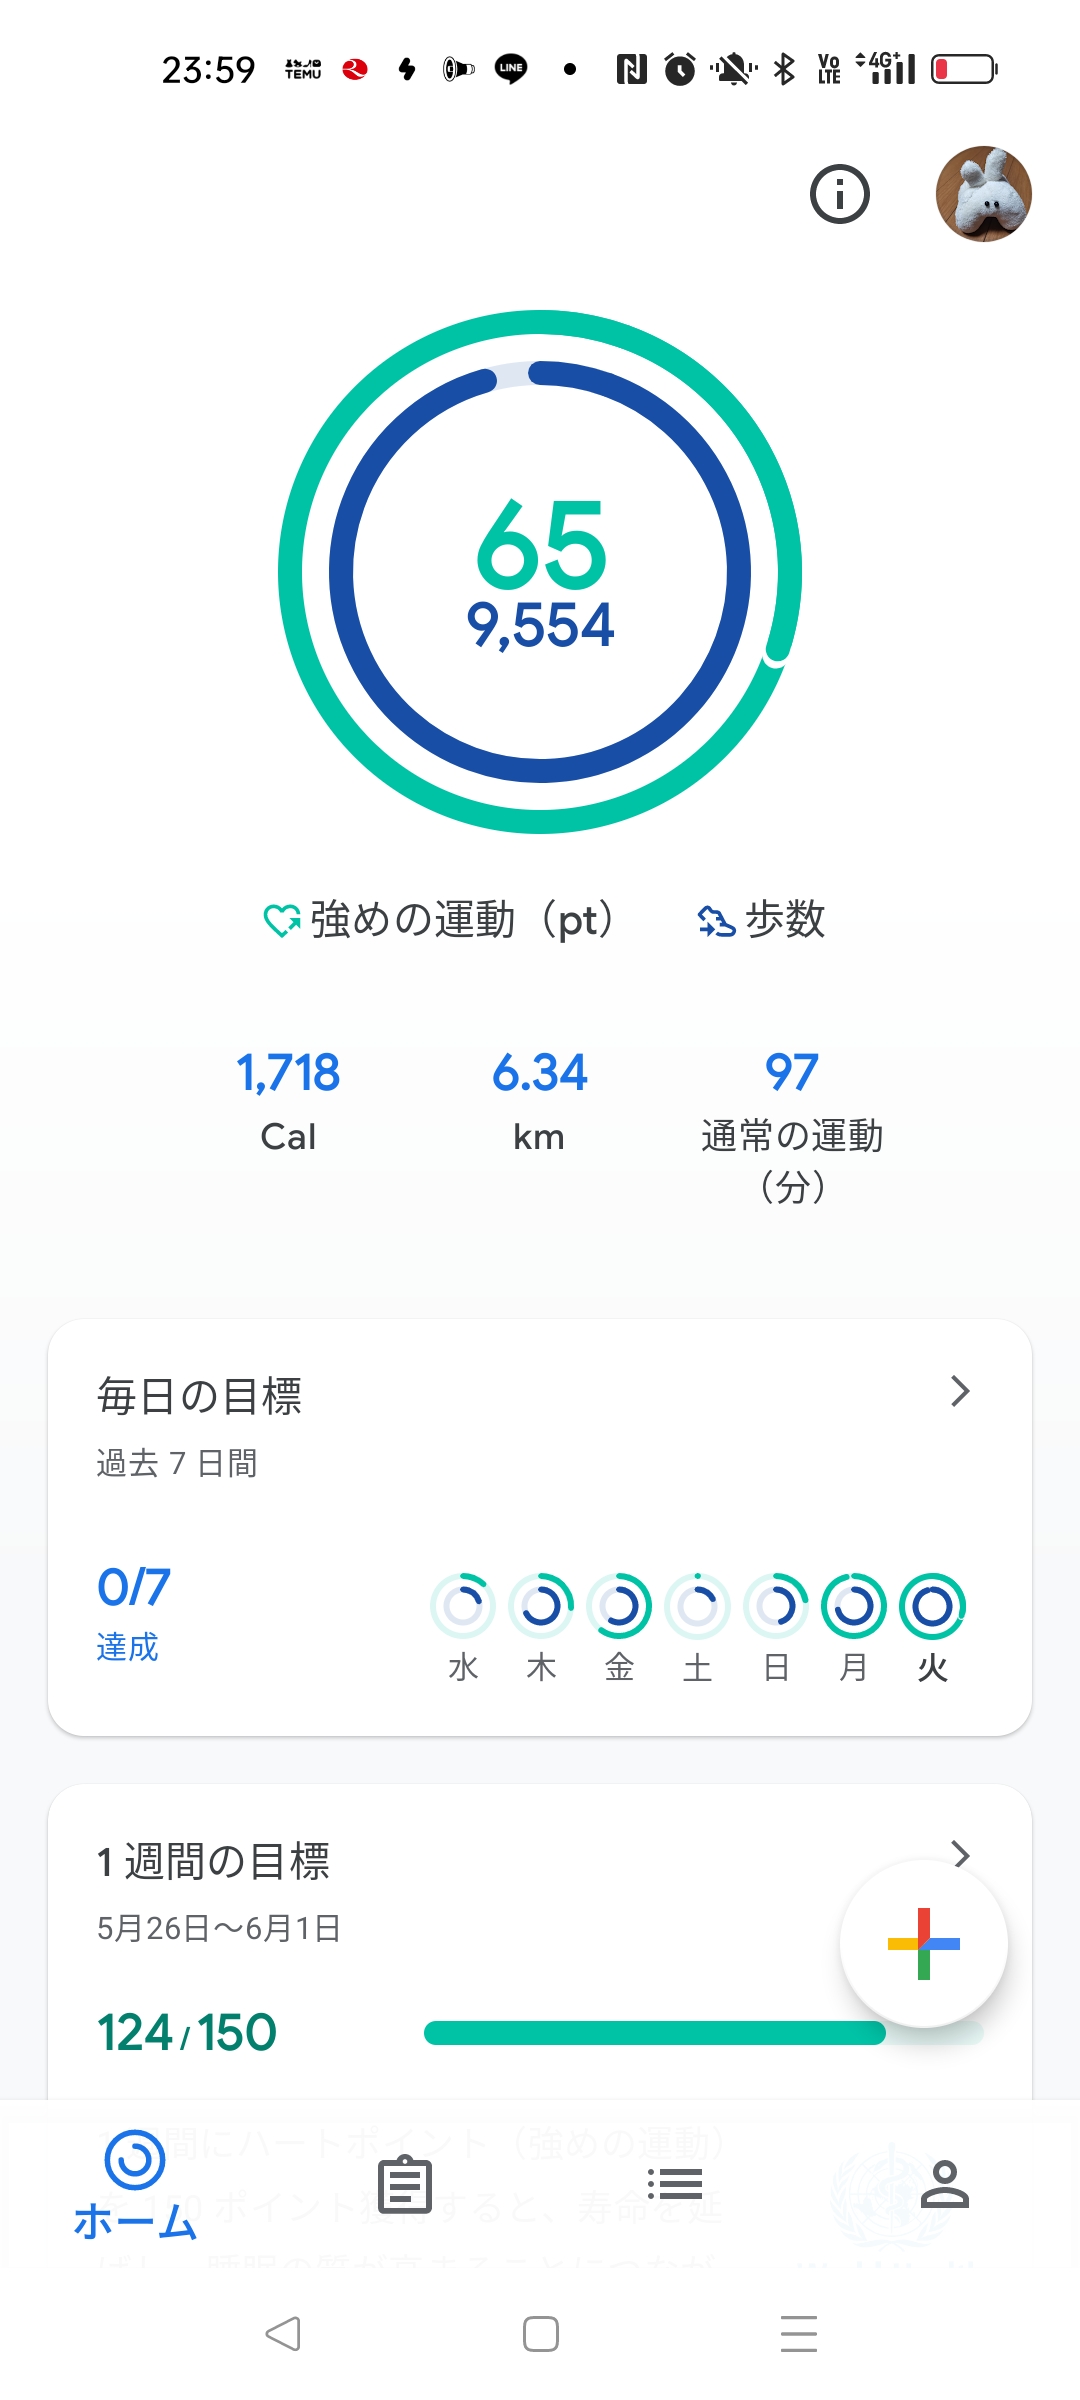 23:59 TEMU LINE Vo LTE 4G+
65
9,554
強めの運動（pt） 歩数
1,718 6.34 97
Cal km 通常の運動
（分）
毎日の目標
過去 7 日間
0/7
達成
水 木 金 土 日 月 火
1 週間の目標
5月26日～6月1日
124 / 150
間にハートポイント（強めの運動）
ポイント獲得すると、寿命を延
ホーム